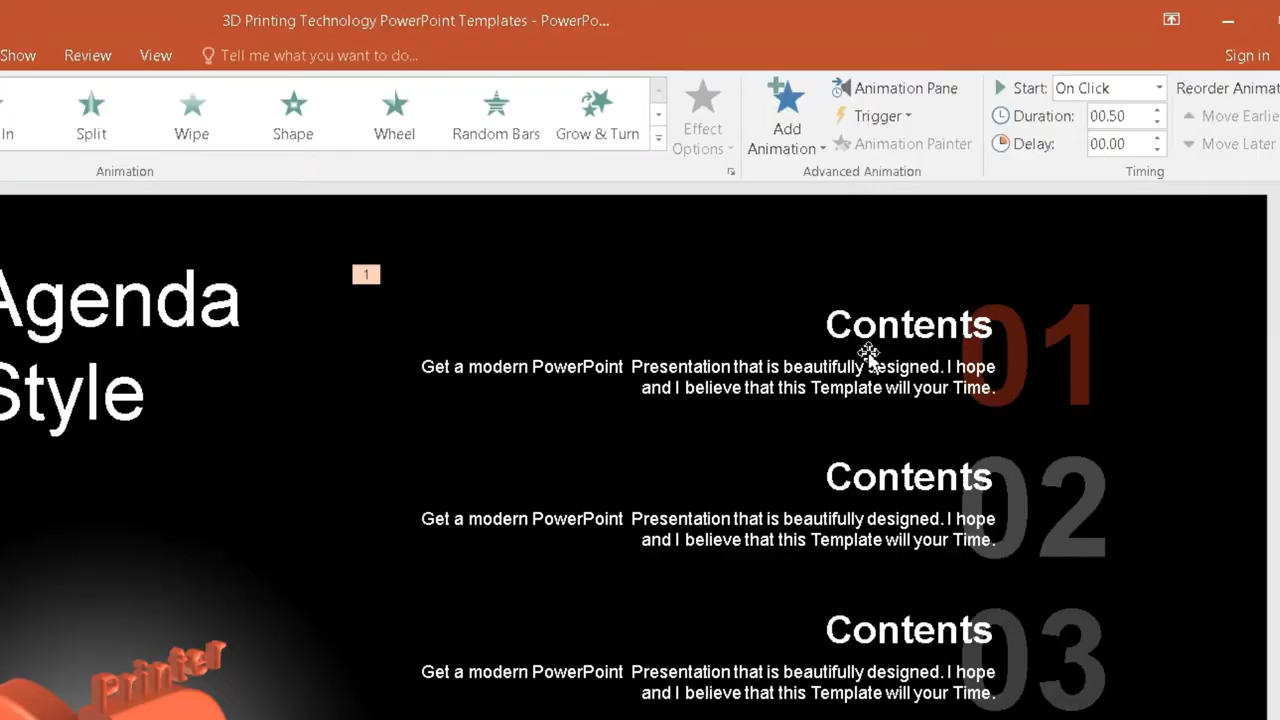 3D Printing Technology PowerPoint Templates - PowerPo...
Show Review View Tell me what you want to do... Sign in
In Split Wipe Shape Wheel Random Bars Grow & Turn
Effect Options
Add Animation
Animation Pane
Trigger
Animation Painter
Start: On Click
Duration: 00.50
Delay: 00.00
Reorder Animat
Move Earlie
Move Later
Animation Advanced Animation Timing
Agenda
Style
1
Contents
Get a modern PowerPoint Presentation that is beautifully designed. I hope
and I believe that this Template will your Time.
01
Contents
Get a modern PowerPoint Presentation that is beautifully designed. I hope
and I believe that this Template will your Time.
02
Contents
Get a modern PowerPoint Presentation that is beautifully designed. I hope
and I believe that this Template will your Time.
03
Printer